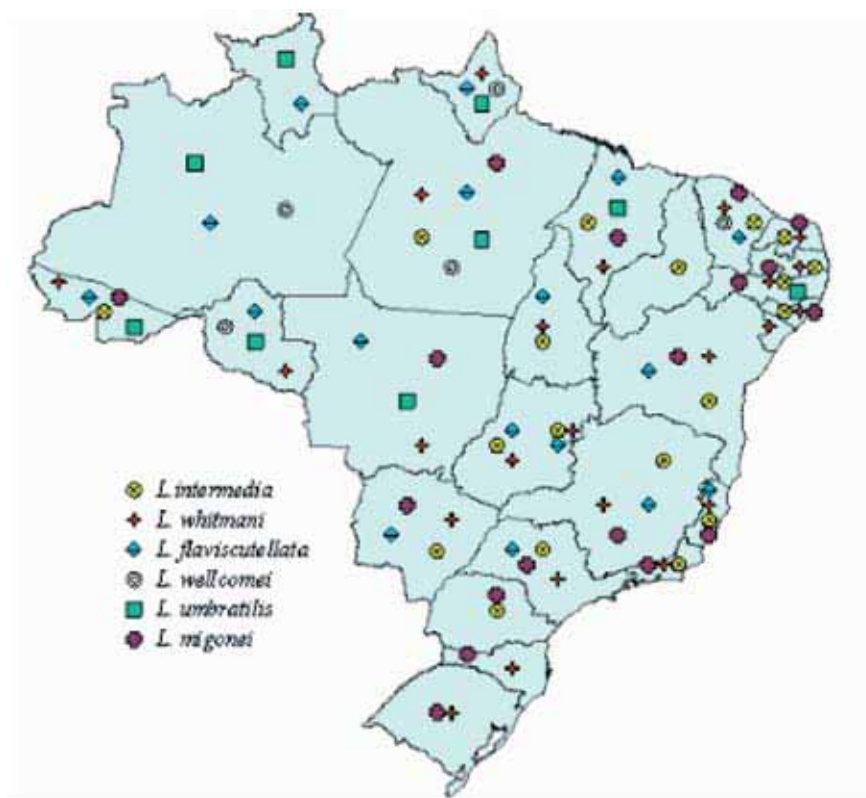 L. intermedia
L. whitmani
L. flaviscutellata
L. wellcomei
L. umbratilis
L. migonei